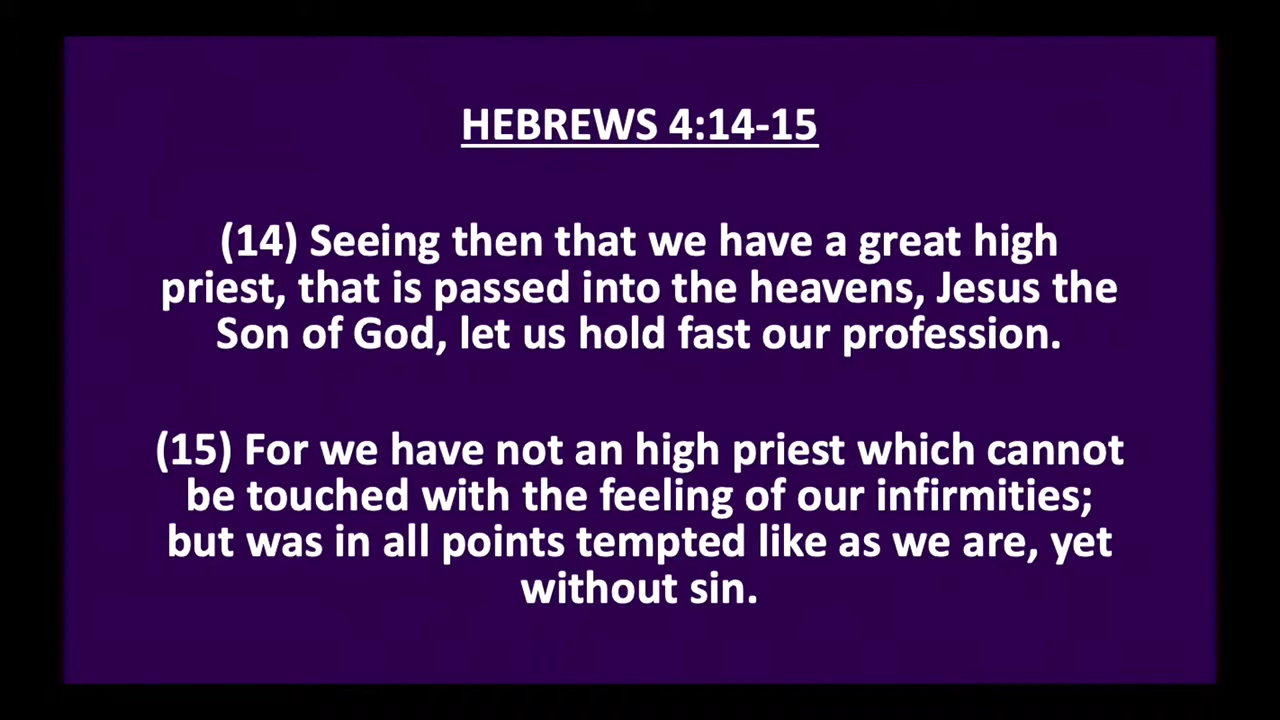 HEBREWS 4:14-15
(14) Seeing then that we have a great high
priest, that is passed into the heavens, Jesus the
Son of God, let us hold fast our profession.
(15) For we have not an high priest which cannot
be touched with the feeling of our infirmities;
but was in all points tempted like as we are, yet
without sin.